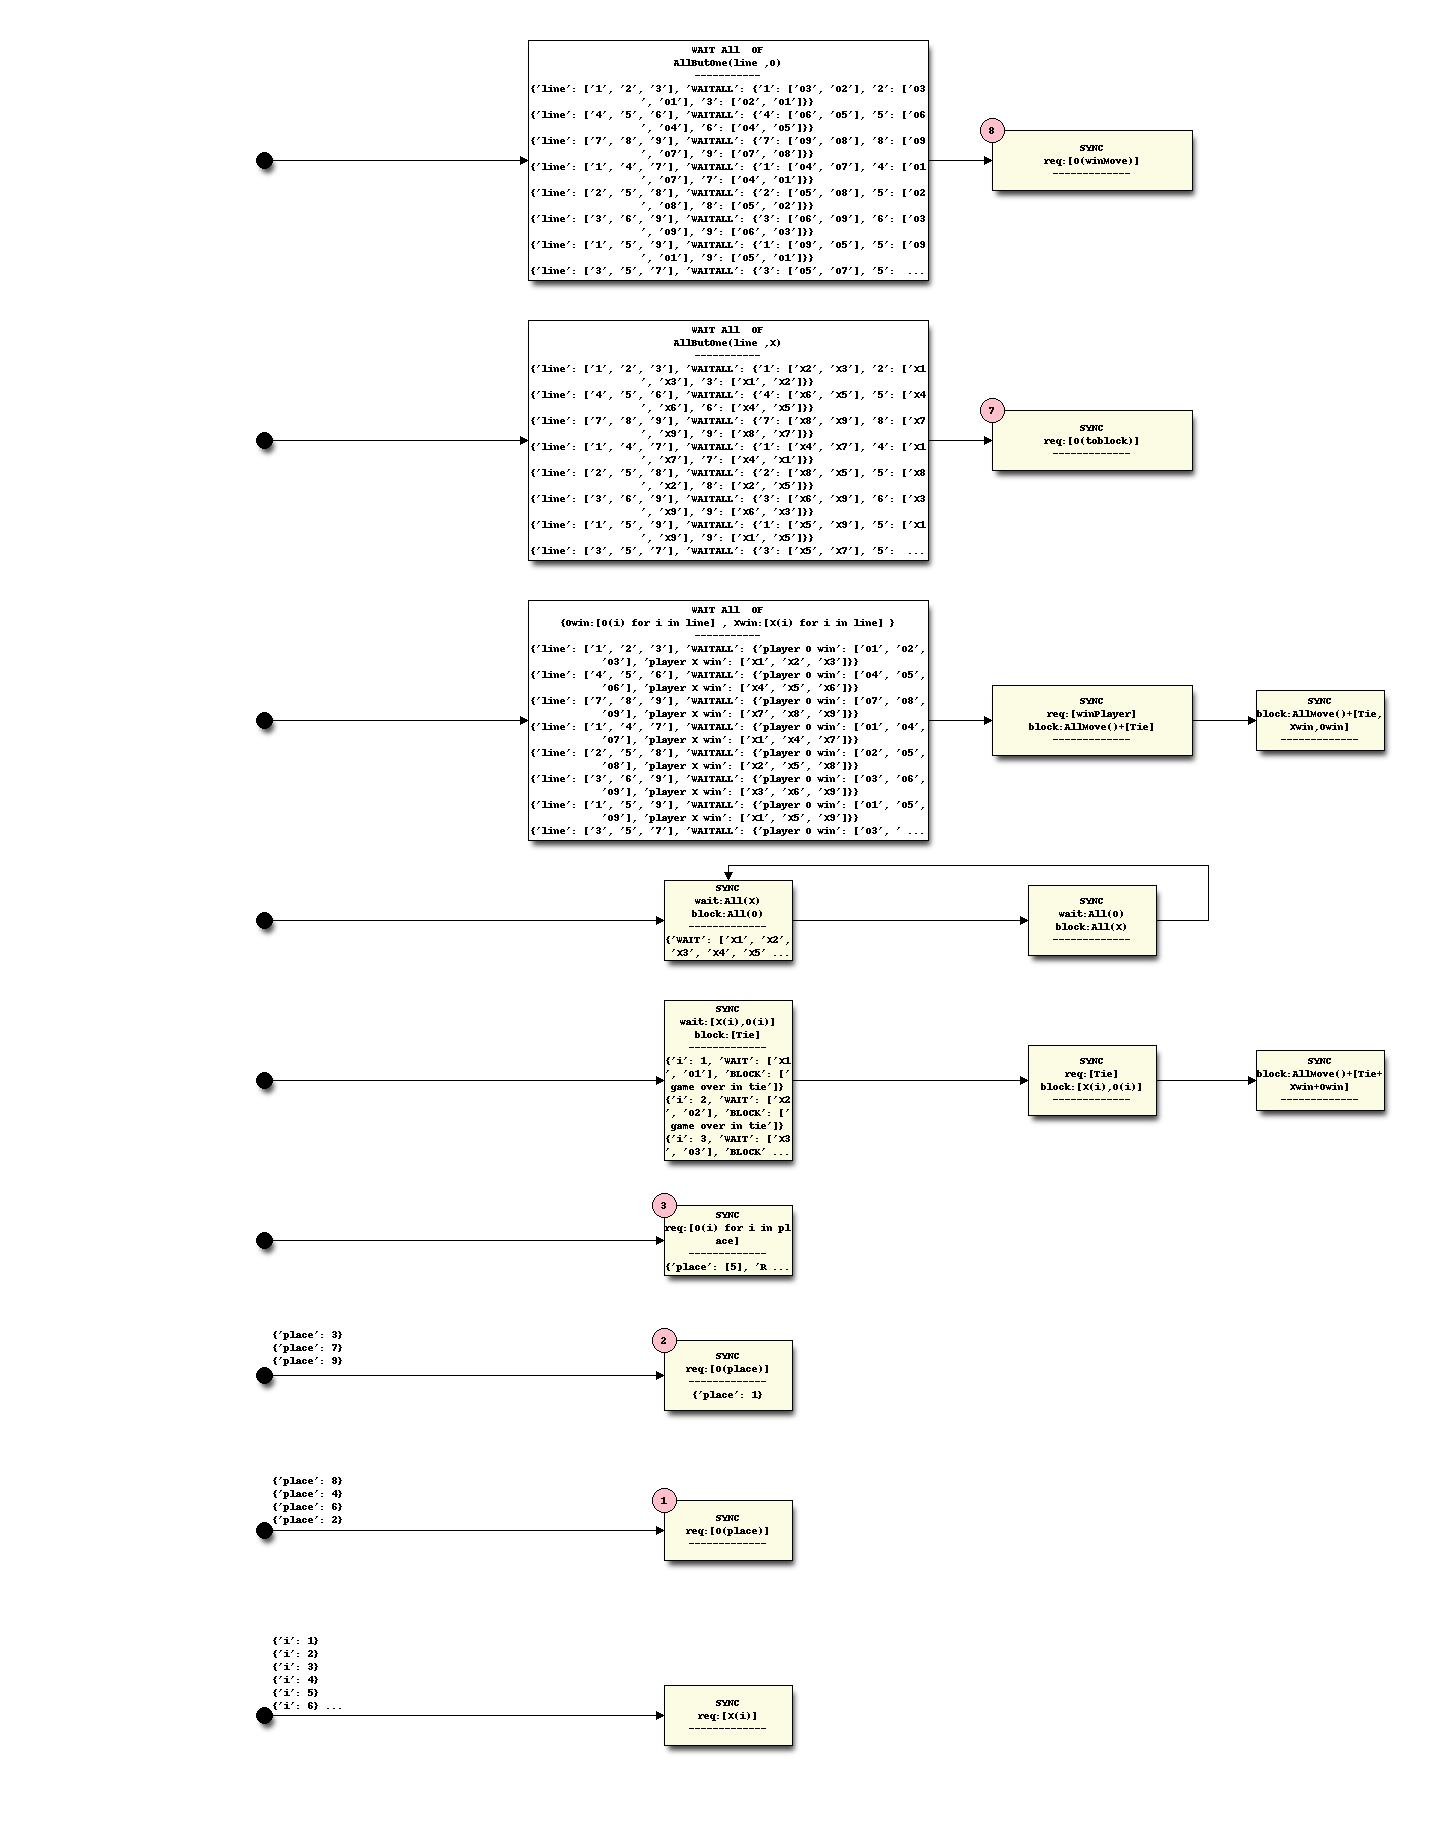 WAIT All  OF
AllButOne(line ,O)
-----------
{'line': ['1', '2', '3'], 'WAITALL': {'1': ['O3', 'O2'], '2': ['O3
', 'O1'], '3': ['O2', 'O1']}}
{'line': ['4', '5', '6'], 'WAITALL': {'4': ['O6', 'O5'], '5': ['O6
', 'O4'], '6': ['O4', 'O5']}}
{'line': ['7', '8', '9'], 'WAITALL': {'7': ['O9', 'O8'], '8': ['O9
', 'O7'], '9': ['O7', 'O8']}}
{'line': ['1', '4', '7'], 'WAITALL': {'1': ['O4', 'O7'], '4': ['O1
', 'O7'], '7': ['O4', 'O1']}}
{'line': ['2', '5', '8'], 'WAITALL': {'2': ['O5', 'O8'], '5': ['O2
', 'O8'], '8': ['O5', 'O2']}}
{'line': ['3', '6', '9'], 'WAITALL': {'3': ['O6', 'O9'], '6': ['O3
', 'O9'], '9': ['O6', 'O3']}}
{'line': ['1', '5', '9'], 'WAITALL': {'1': ['O9', 'O5'], '5': ['O9
', 'O1'], '9': ['O5', 'O1']}}
{'line': ['3', '5', '7'], 'WAITALL': {'3': ['O5', 'O7'], '5':  ...
8
SYNC
req:[O(winMove)]
-------------
WAIT All  OF
AllButOne(line ,X)
-----------
{'line': ['1', '2', '3'], 'WAITALL': {'1': ['X2', 'X3'], '2': ['X1
', 'X3'], '3': ['X1', 'X2']}}
{'line': ['4', '5', '6'], 'WAITALL': {'4': ['X6', 'X5'], '5': ['X4
', 'X6'], '6': ['X4', 'X5']}}
{'line': ['7', '8', '9'], 'WAITALL': {'7': ['X8', 'X9'], '8': ['X7
', 'X9'], '9': ['X8', 'X7']}}
{'line': ['1', '4', '7'], 'WAITALL': {'1': ['X4', 'X7'], '4': ['X1
', 'X7'], '7': ['X4', 'X1']}}
{'line': ['2', '5', '8'], 'WAITALL': {'2': ['X8', 'X5'], '5': ['X8
', 'X2'], '8': ['X2', 'X5']}}
{'line': ['3', '6', '9'], 'WAITALL': {'3': ['X6', 'X9'], '6': ['X3
', 'X9'], '9': ['X6', 'X3']}}
{'line': ['1', '5', '9'], 'WAITALL': {'1': ['X5', 'X9'], '5': ['X1
', 'X9'], '9': ['X1', 'X5']}}
{'line': ['3', '5', '7'], 'WAITALL': {'3': ['X5', 'X7'], '5':  ...
7
SYNC
req:[O(toblock)]
-------------
WAIT All  OF
{Owin:[O(i) for i in line] , Xwin:[X(i) for i in line] }
-----------
{'line': ['1', '2', '3'], 'WAITALL': {'player O win': ['O1', 'O2',
'O3'], 'player X win': ['X1', 'X2', 'X3']}}
{'line': ['4', '5', '6'], 'WAITALL': {'player O win': ['O4', 'O5',
'O6'], 'player X win': ['X4', 'X5', 'X6']}}
{'line': ['7', '8', '9'], 'WAITALL': {'player O win': ['O7', 'O8',
'O9'], 'player X win': ['X7', 'X8', 'X9']}}
{'line': ['1', '4', '7'], 'WAITALL': {'player O win': ['O1', 'O4',
'O7'], 'player X win': ['X1', 'X4', 'X7']}}
{'line': ['2', '5', '8'], 'WAITALL': {'player O win': ['O2', 'O5',
'O8'], 'player X win': ['X2', 'X5', 'X8']}}
{'line': ['3', '6', '9'], 'WAITALL': {'player O win': ['O3', 'O6',
'O9'], 'player X win': ['X3', 'X6', 'X9']}}
{'line': ['1', '5', '9'], 'WAITALL': {'player O win': ['O1', 'O5',
'O9'], 'player X win': ['X1', 'X5', 'X9']}}
{'line': ['3', '5', '7'], 'WAITALL': {'player O win': ['O3', ' ...
SYNC
req:[winPlayer]
block:AllMove()+[Tie]
-------------
SYNC
block:AllMove()+[Tie,
Xwin,Owin]
-------------
SYNC
wait:All(X)
block:All(O)
-------------
{'WAIT': ['X1', 'X2',
'X3', 'X4', 'X5' ...
SYNC
wait:All(O)
block:All(X)
-------------
SYNC
wait:[X(i),O(i)]
block:[Tie]
-------------
{'i': 1, 'WAIT': ['X1
', 'O1'], 'BLOCK': ['
game over in tie']}
{'i': 2, 'WAIT': ['X2
', 'O2'], 'BLOCK': ['
game over in tie']}
{'i': 3, 'WAIT': ['X3
', 'O3'], 'BLOCK' ...
SYNC
req:[Tie]
block:[X(i),O(i)]
-------------
SYNC
block:AllMove()+[Tie+
Xwin+Owin]
-------------
3
SYNC
req:[O(i) for i in pl
ace]
-------------
{'place': [5], 'R ...
{'place': 3}
{'place': 7}
{'place': 9}
2
SYNC
req:[O(place)]
-------------
{'place': 1}
{'place': 8}
{'place': 4}
{'place': 6}
{'place': 2}
1
SYNC
req:[O(place)]
-------------
{'i': 1}
{'i': 2}
{'i': 3}
{'i': 4}
{'i': 5}
{'i': 6} ...
SYNC
req:[X(i)]
-------------